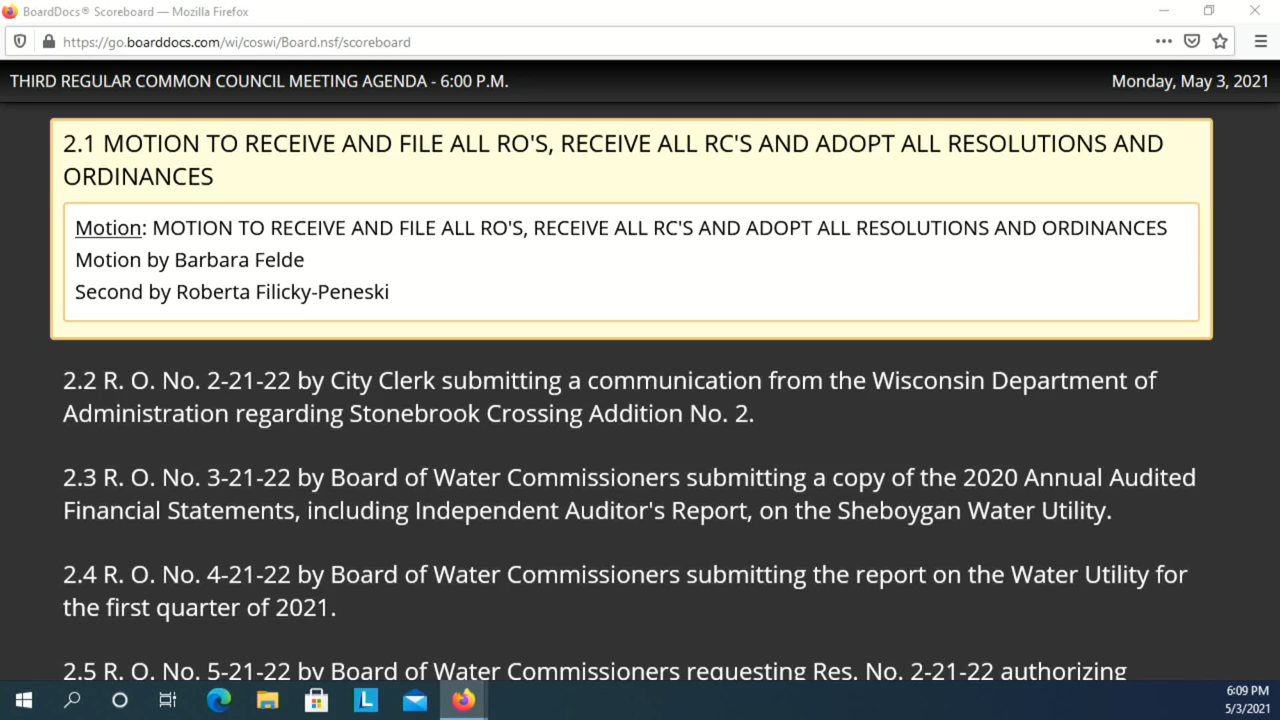 BoardDocs® Scoreboard — Mozilla Firefox
https://go.boarddocs.com/wi/coswi/Board.nsf/scoreboard
THIRD REGULAR COMMON COUNCIL MEETING AGENDA - 6:00 P.M.
Monday, May 3, 2021
2.1 MOTION TO RECEIVE AND FILE ALL RO'S, RECEIVE ALL RC'S AND ADOPT ALL RESOLUTIONS AND
ORDINANCES
Motion: MOTION TO RECEIVE AND FILE ALL RO'S, RECEIVE ALL RC'S AND ADOPT ALL RESOLUTIONS AND ORDINANCES
Motion by Barbara Felde
Second by Roberta Filicky-Peneski
2.2 R. O. No. 2-21-22 by City Clerk submitting a communication from the Wisconsin Department of
Administration regarding Stonebrook Crossing Addition No. 2.
2.3 R. O. No. 3-21-22 by Board of Water Commissioners submitting a copy of the 2020 Annual Audited
Financial Statements, including Independent Auditor's Report, on the Sheboygan Water Utility.
2.4 R. O. No. 4-21-22 by Board of Water Commissioners submitting the report on the Water Utility for
the first quarter of 2021.
2.5 R. O. No. 5-21-22 by Board of Water Commissioners requesting Res. No. 2-21-22 authorizing
L
6:09 PM
5/3/2021